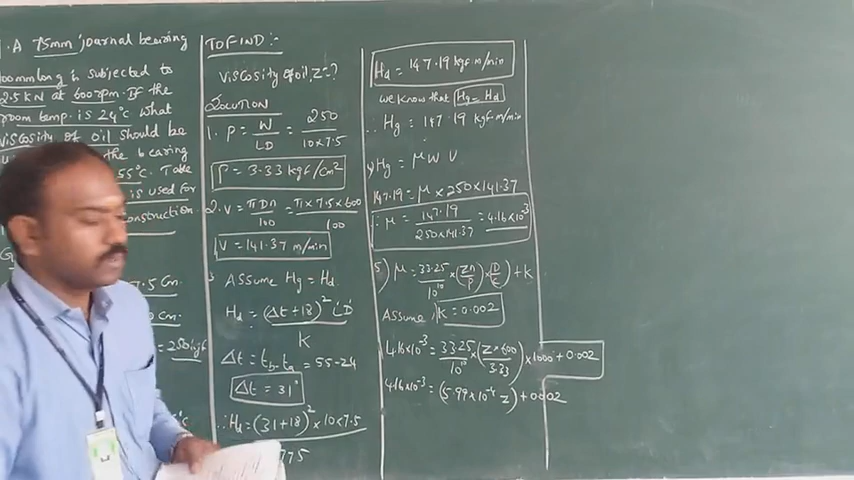 1. A 75mm journal bearing
00mm long is subjected to
2.5 kN at 600 rpm. If the
room temp. is 24°C what
viscosity of oil should be
the bearing
55°C. Take
is used for
construction.
7.5 Cm.
Cm
= 250 kgf
°C
TO FIND :-
Viscosity of oil, Z = ?
SOLUTION
1. P = W/LD = 250/10×7.5
P = 3.33 kgf/cm²
2. V = πDn/100 = π×7.5×600/100
V = 141.37 m/min
3 Assume Hg = Hd
Hd = (Δt+18)² LD/K
Δt = tb - ta = 55-24
Δt = 31°
∴ Hd = (31+18)² × 10×7.5
775
Hd = 147.19 kgf-m/min
We know that Hg = Hd
∴ Hg = 147.19 kgf-m/min
4) Hg = μ W V
147.19 = μ × 250 × 141.37
∴ μ = 147.19/250×141.37 = 4.16×10⁻³
5) μ = 33.25/10¹⁰ × (Zn/P) × (D/C) + K
Assume, K = 0.002
4.16×10⁻³ = 33.25/10¹⁰ × (Z×600/3.33) × 1000 + 0.002
4.16×10⁻³ = (5.99×10⁻⁴ Z) + 0.002